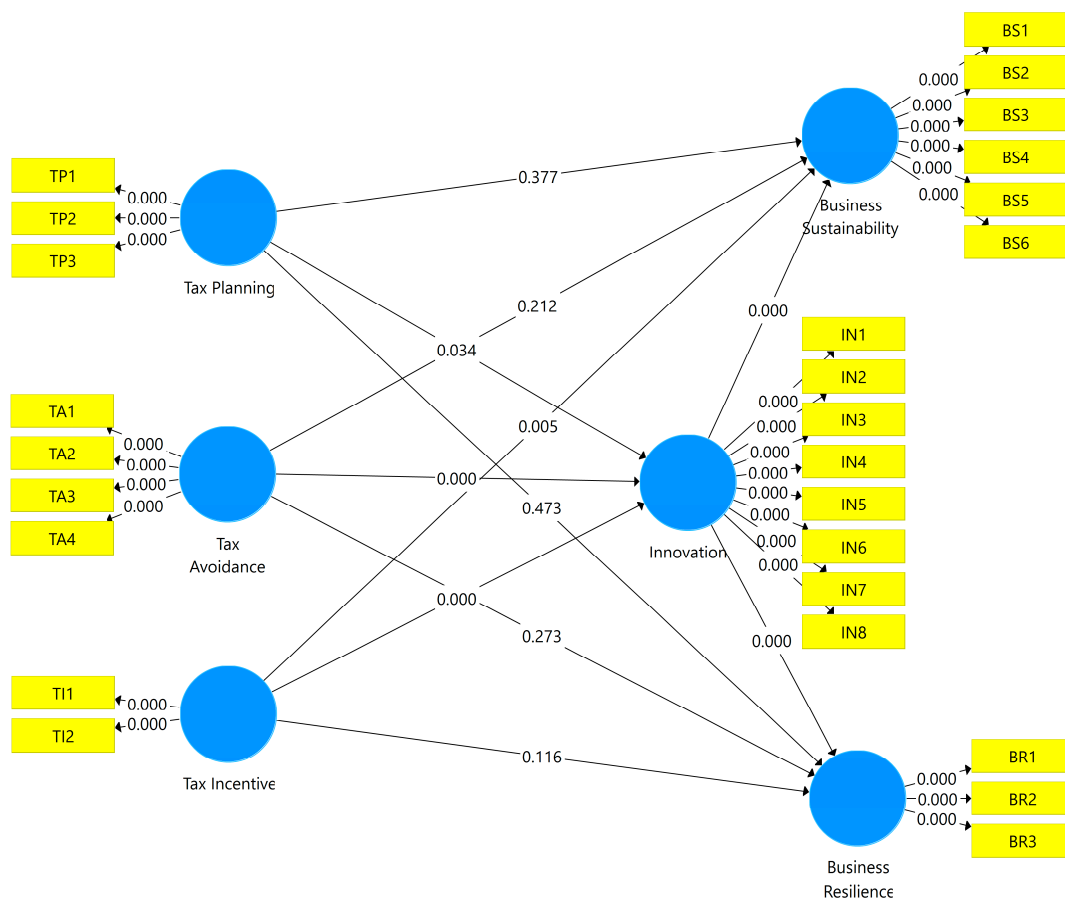 BS1
BS2
BS3
BS4
BS5
BS6
0.000
0.000
0.000
0.000
0.000
0.000
Business
Sustainability
TP1
TP2
TP3
0.000
0.000
0.000
Tax Planning
0.377
0.212
0.034
0.005
0.000
0.473
0.000
0.273
0.116
0.000
0.000
TA1
TA2
TA3
TA4
0.000
0.000
0.000
0.000
Tax
Avoidance
IN1
IN2
IN3
IN4
IN5
IN6
IN7
IN8
0.000
0.000
0.000
0.000
0.000
0.000
0.000
0.000
Innovation
TI1
TI2
0.000
0.000
Tax Incentive
BR1
BR2
BR3
0.000
0.000
0.000
Business
Resilience